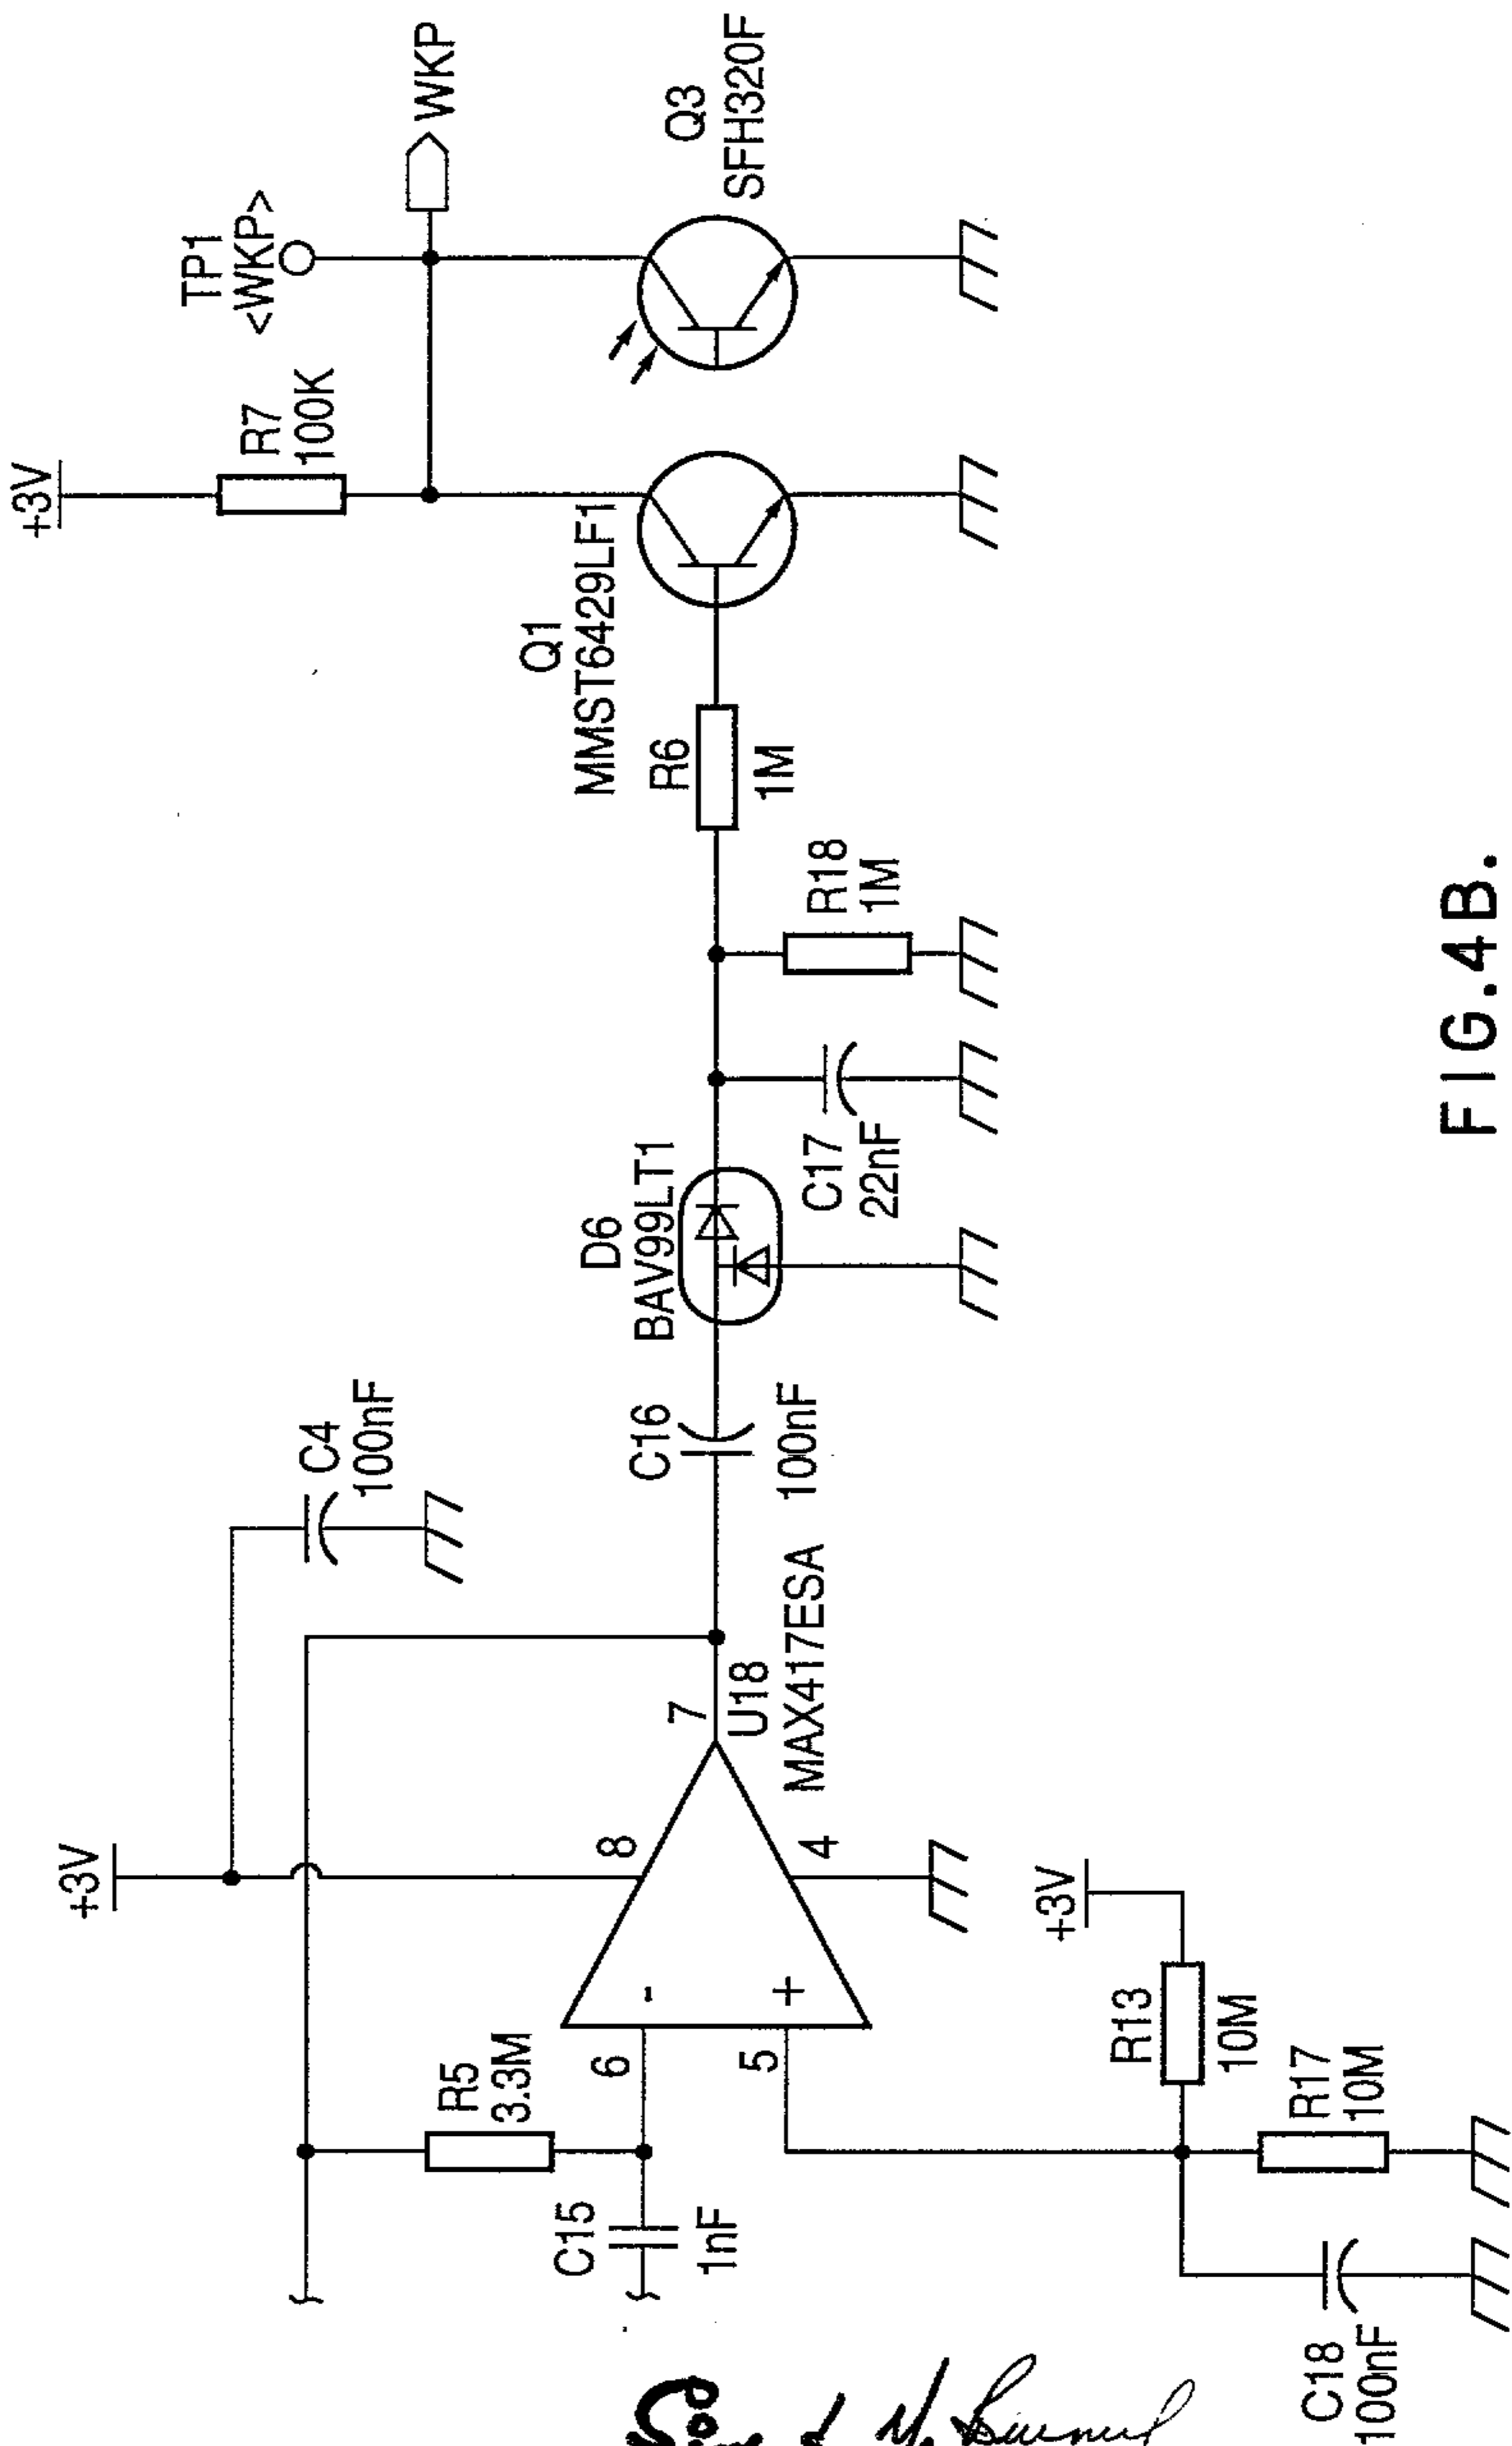 +3V
R7
100K
TP1
<WKP>
WKP
Q1
MMST6429LF1
Q3
SFH320F
R6
1M
R18
1M
C17
22nF
D6
BAV99LT1
C16
100nF
+3V
C4
100nF
8
7
U18
MAX417ESA
4
-
+
6
5
R5
3.3M
C15
1nF
+3V
R13
10M
R17
10M
C18
100nF
FIG.4B.